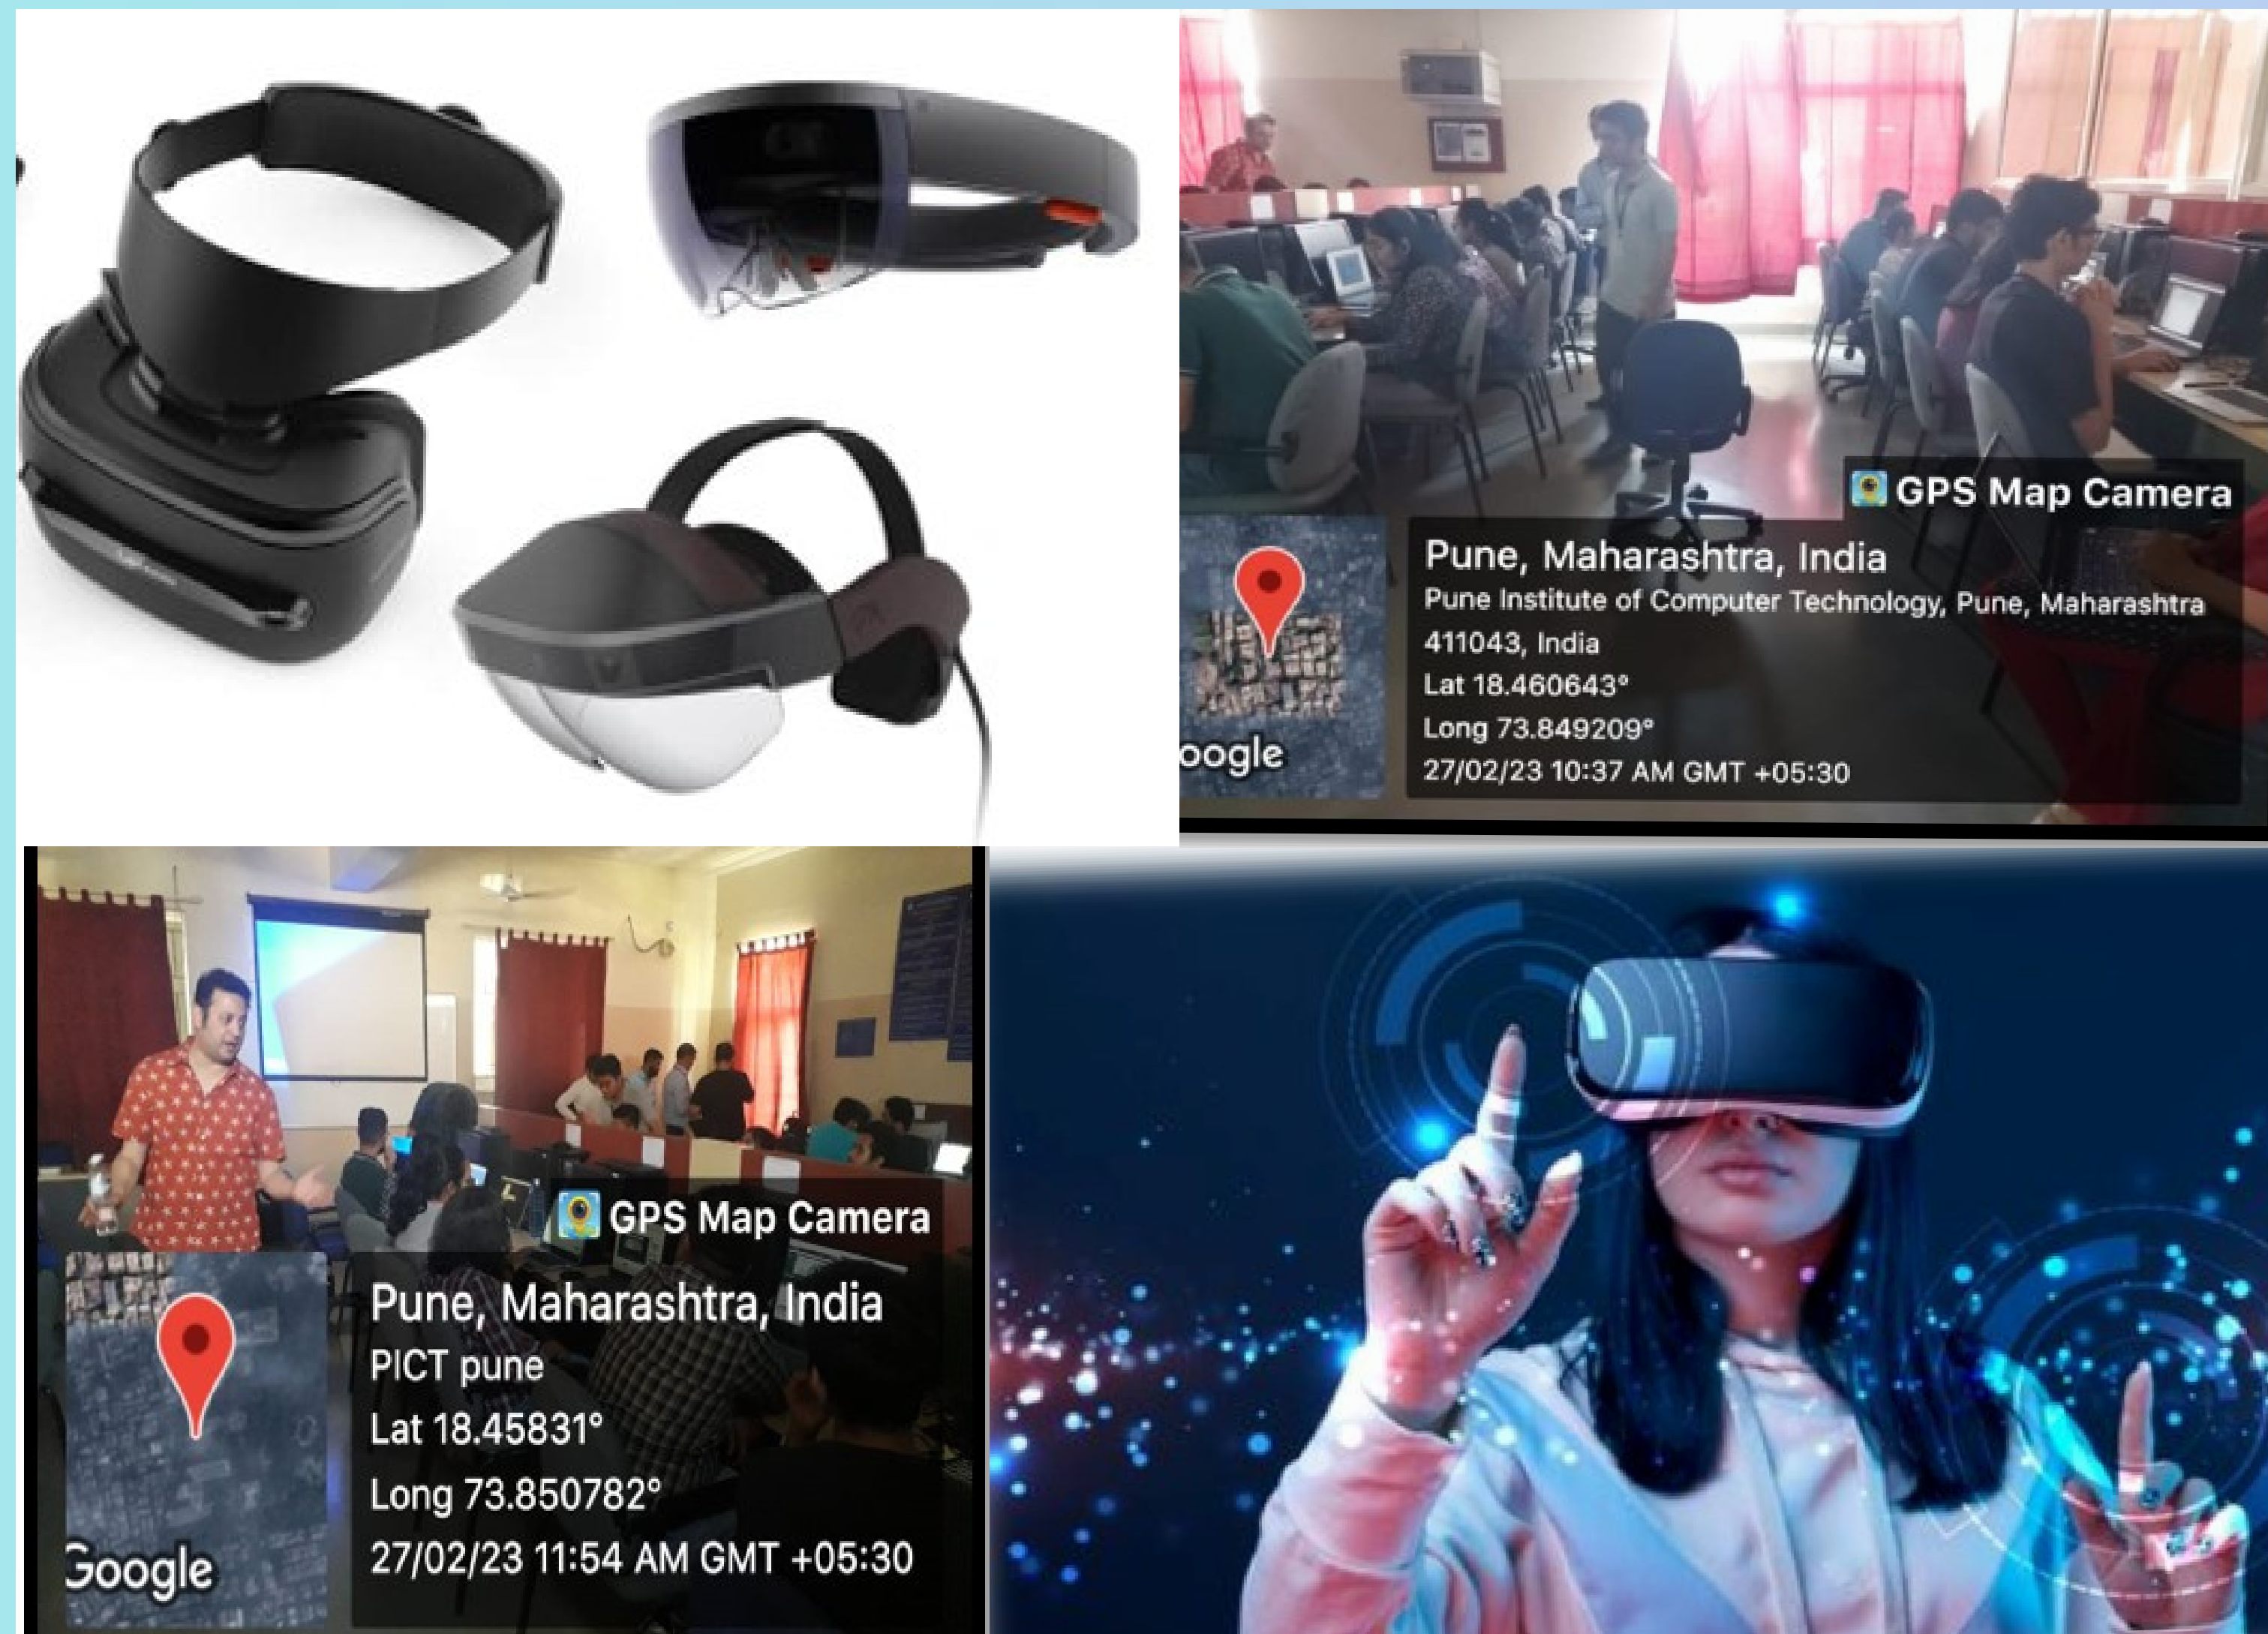 GPS Map Camera
Pune, Maharashtra, India
Pune Institute of Computer Technology, Pune, Maharashtra
411043, India
Lat 18.460643°
Long 73.849209°
27/02/23 10:37 AM GMT +05:30
oogle
GPS Map Camera
Pune, Maharashtra, India
PICT pune
Lat 18.45831°
Long 73.850782°
27/02/23 11:54 AM GMT +05:30
Google